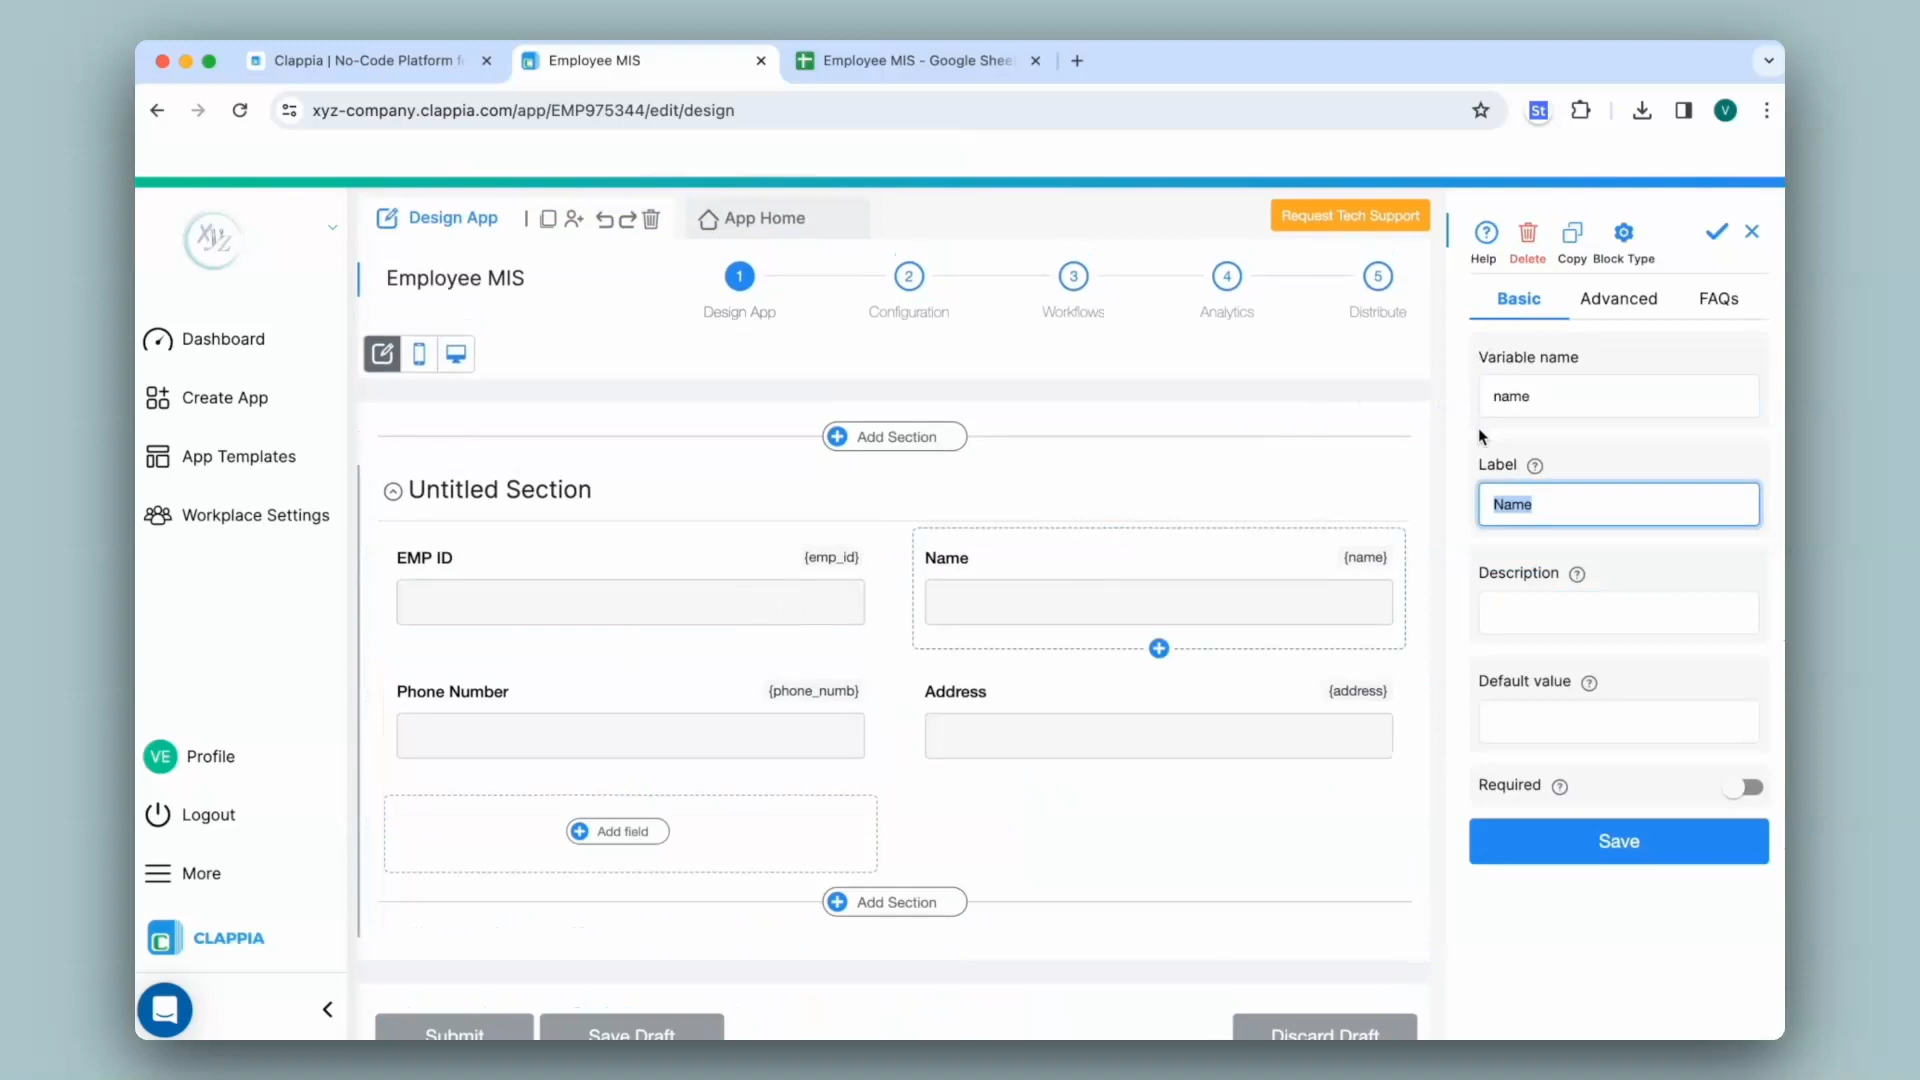 Clappia | No-Code Platform f
Employee MIS
Employee MIS - Google Shee
xyz-company.clappia.com/app/EMP975344/edit/design
St
V
xyz
Design App
App Home
Request Tech Support
Help
Delete
Copy
Block Type
Employee MIS
1
2
3
4
5
Design App
Configuration
Workflows
Analytics
Distribute
Basic
Advanced
FAQs
Dashboard
Create App
App Templates
Workplace Settings
Variable name
name
Add Section
Label
Name
Untitled Section
EMP ID
{emp_id}
Name
{name}
Description
Phone Number
{phone_numb}
Address
{address}
Default value
Required
Add field
Save
Add Section
VE
Profile
Logout
More
CLAPPIA
Submit
Save Draft
Discard Draft